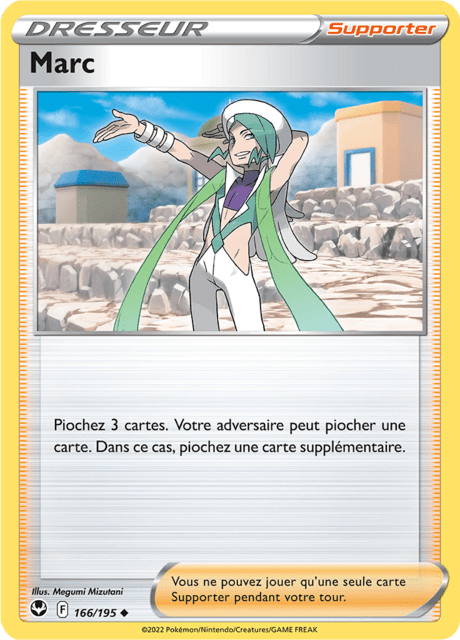 DRESSEUR Supporter
Marc
Piochez 3 cartes. Votre adversaire peut piocher une
carte. Dans ce cas, piochez une carte supplémentaire.
Illus. Megumi Mizutani
Vous ne pouvez jouer qu'une seule carte
Supporter pendant votre tour.
F 166/195
©2022 Pokémon/Nintendo/Creatures/GAME FREAK